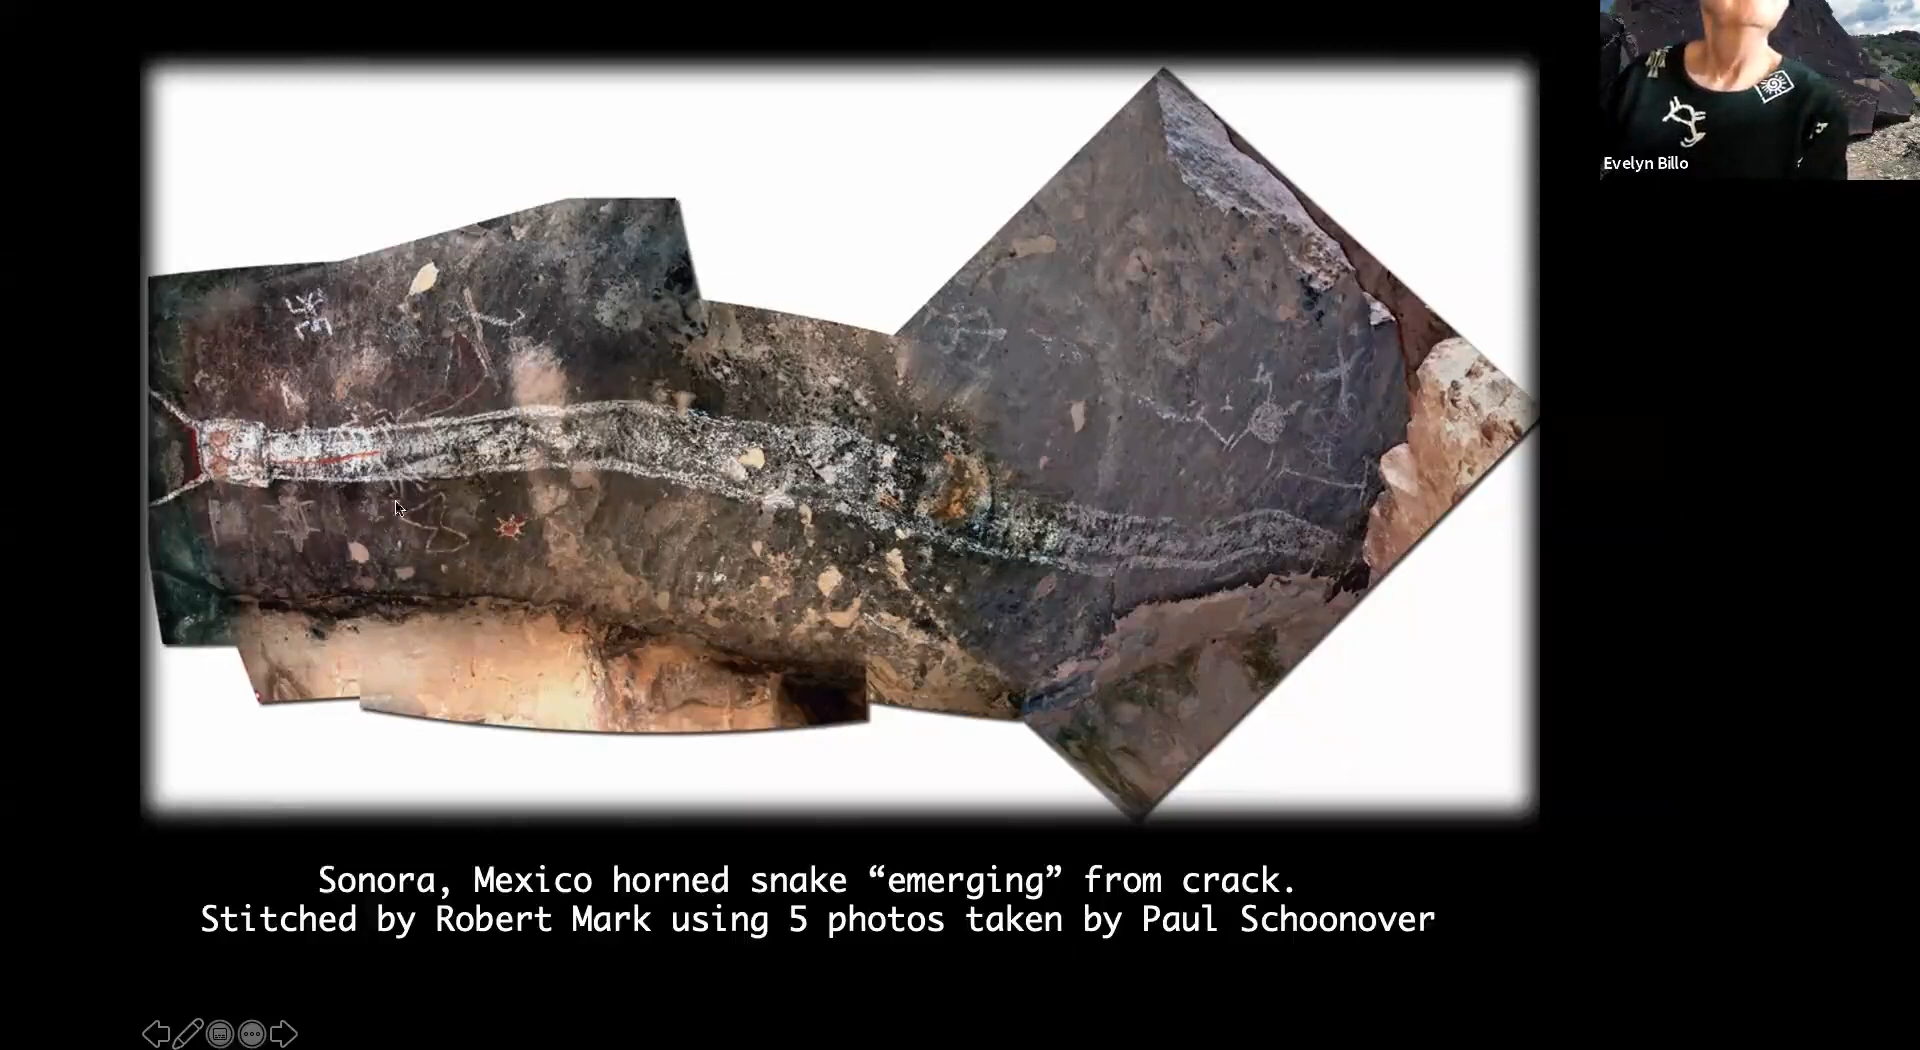 Evelyn Billo
Sonora, Mexico horned snake “emerging” from crack.
Stitched by Robert Mark using 5 photos taken by Paul Schoonover